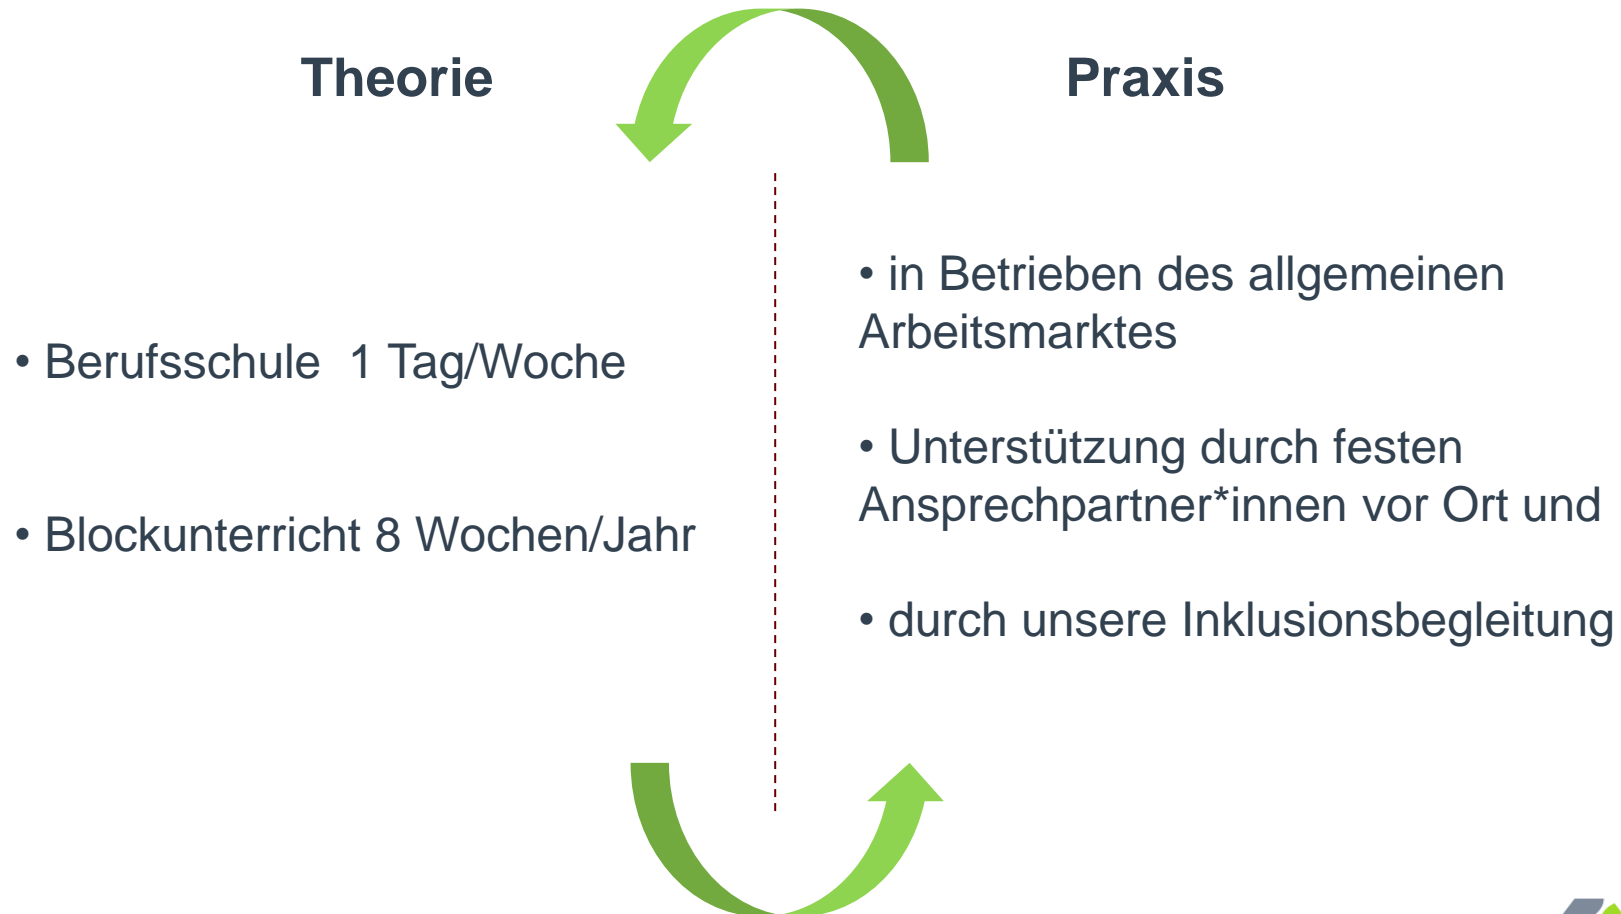 Theorie
• Berufsschule  1 Tag/Woche
• Blockunterricht 8 Wochen/Jahr
Praxis
• in Betrieben des allgemeinen
Arbeitsmarktes
• Unterstützung durch festen
Ansprechpartner*innen vor Ort und
• durch unsere Inklusionsbegleitung